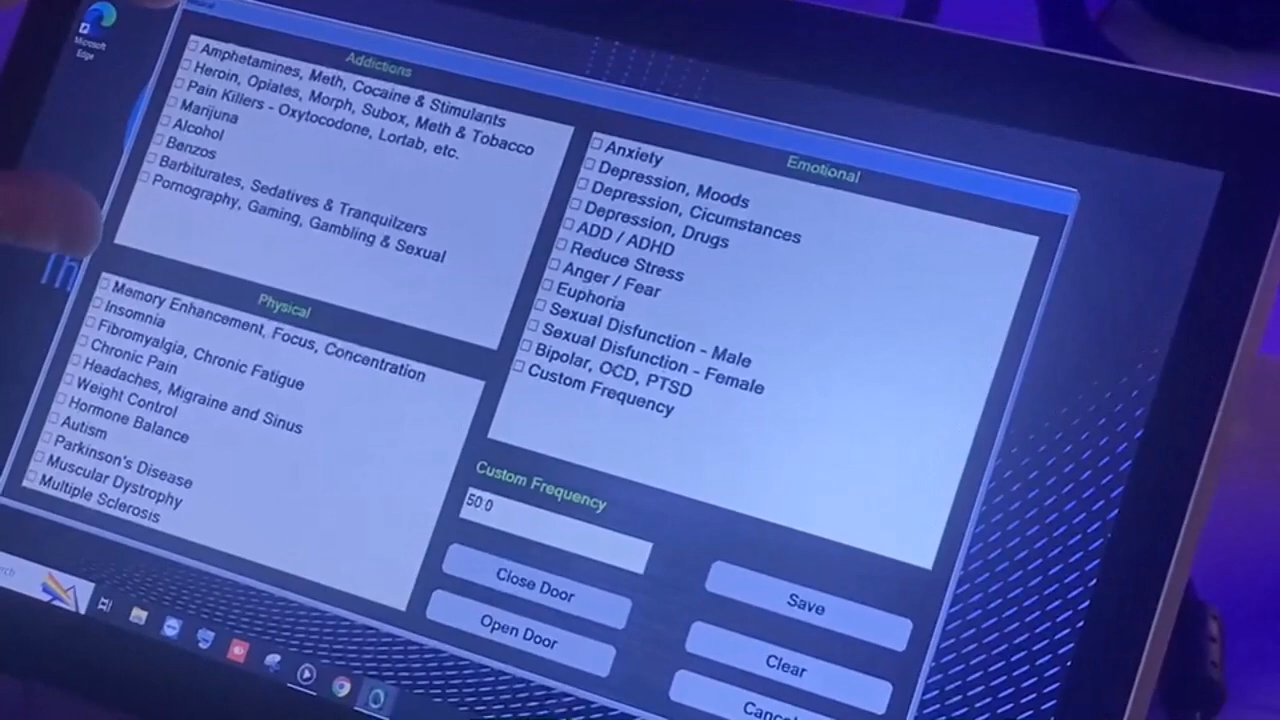 Microsoft
Edge
Addictions
Amphetamines, Meth, Cocaine & Stimulants
Heroin, Opiates, Morph, Subox, Meth & Tobacco
Pain Killers - Oxytocodone, Lortab, etc.
Marijuna
Alcohol
Benzos
Barbiturates, Sedatives & Tranquilzers
Pornography, Gaming, Gambling & Sexual
Physical
Memory Enhancement, Focus, Concentration
Insomnia
Fibromyalgia, Chronic Fatigue
Chronic Pain
Headaches, Migraine and Sinus
Weight Control
Hormone Balance
Autism
Parkinson's Disease
Muscular Dystrophy
Multiple Sclerosis
Emotional
Anxiety
Depression, Moods
Depression, Cicumstances
Depression, Drugs
ADD / ADHD
Reduce Stress
Anger / Fear
Euphoria
Sexual Disfunction - Male
Sexual Disfunction - Female
Bipolar, OCD, PTSD
Custom Frequency
Custom Frequency
50.0
Close Door
Open Door
Save
Clear
Cancel